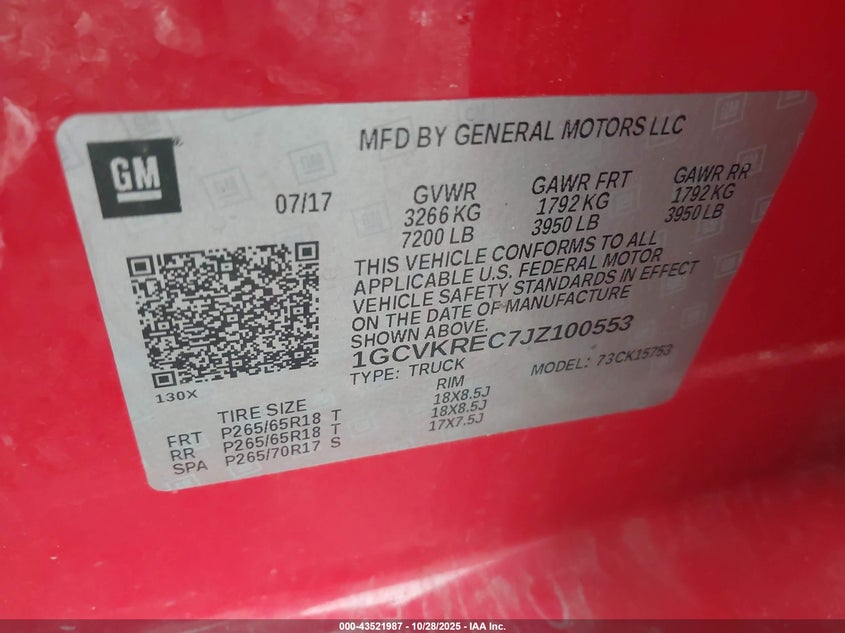 GM
MFD BY GENERAL MOTORS LLC
07/17
GVWR GAWR FRT GAWR RR
3266 KG 1792 KG 1792 KG
7200 LB 3950 LB 3950 LB
THIS VEHICLE CONFORMS TO ALL
APPLICABLE U.S. FEDERAL MOTOR
VEHICLE SAFETY STANDARDS IN EFFECT
ON THE DATE OF MANUFACTURE
SHOWN ABOVE.
1GCVKREC7JZ100553
TYPE: TRUCK MODEL: 73CK15753
130X
TIRE SIZE RIM
FRT P265/65R18 T 18X8.5J
RR P265/65R18 T 18X8.5J
SPA P265/70R17 S 17X7.5J
000-43521987 - 10/28/2025 - IAA Inc.